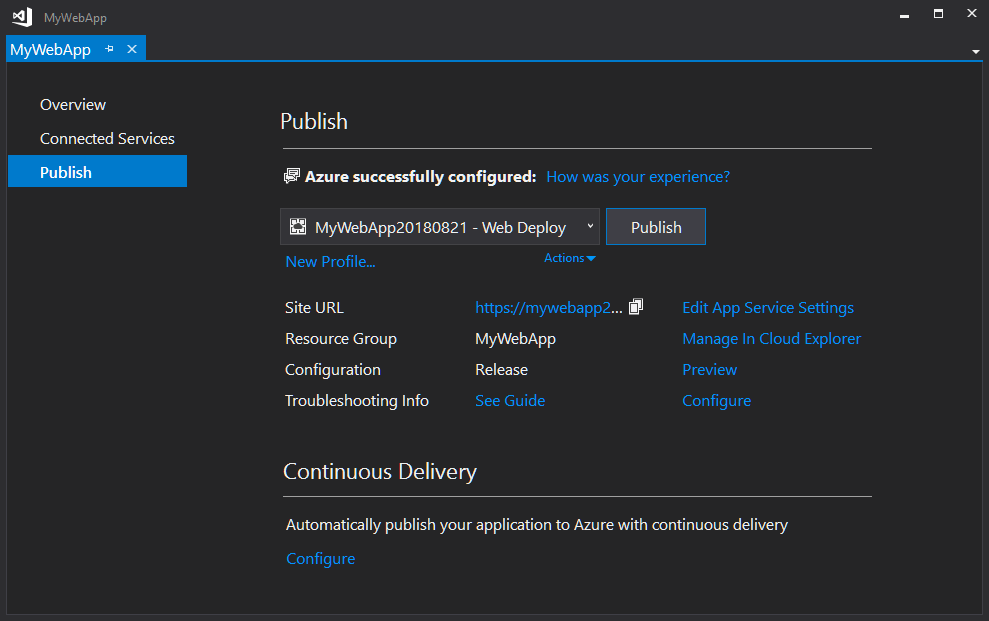 MyWebApp
MyWebApp
Overview
Connected Services
Publish
Publish
Azure successfully configured: How was your experience?
MyWebApp20180821 - Web Deploy
Publish
New Profile...
Actions
Site URL https://mywebapp2... Edit App Service Settings
Resource Group MyWebApp Manage In Cloud Explorer
Configuration Release Preview
Troubleshooting Info See Guide Configure
Continuous Delivery
Automatically publish your application to Azure with continuous delivery
Configure